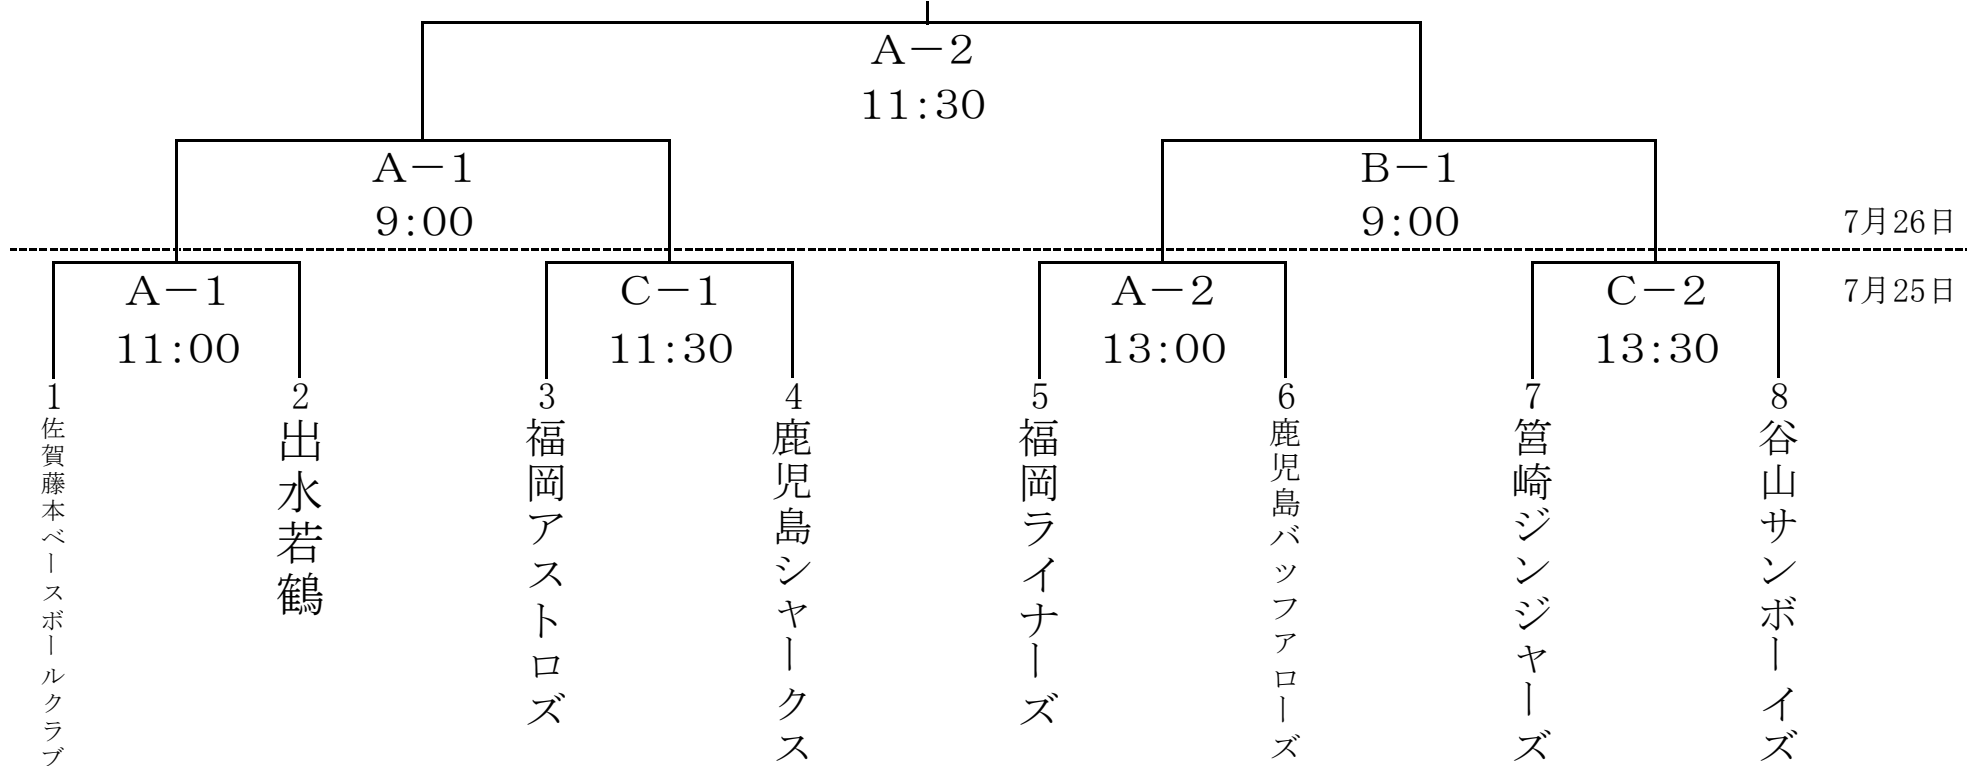 A－2
11:30
A－1
9:00
B－1
9:00
7月26日
A－1
11:00
C－1
11:30
A－2
13:00
C－2
13:30
7月25日
1
佐賀藤本ベースボールクラブ
2
出水若鶴
3
福岡アストロズ
4
鹿児島シャークス
5
福岡ライナーズ
6
鹿児島バッファローズ
7
筥崎ジンジャーズ
8
谷山サンボーイズ